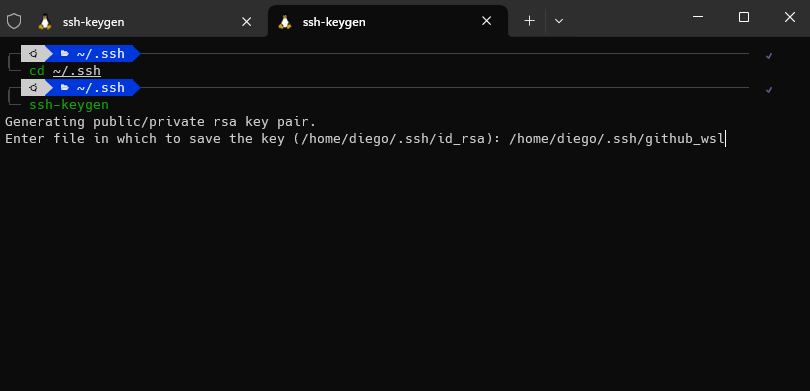 ssh-keygen
ssh-keygen
~/.ssh
cd ~/.ssh
~/.ssh
ssh-keygen
Generating public/private rsa key pair.
Enter file in which to save the key (/home/diego/.ssh/id_rsa): /home/diego/.ssh/github_wsl